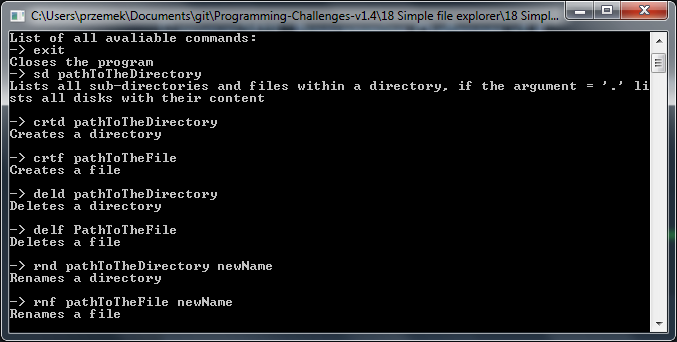 C:\Users\przemek\Documents\git\Programming-Challenges-v1.4\18 Simple file explorer\18 Simpl...
List of all avaliable commands:
-> exit
Closes the program
-> sd pathToTheDirectory
Lists all sub-directories and files within a directory, if the argument = '.' li
sts all disks with their content
-> crtd pathToTheDirectory
Creates a directory
-> crtf pathToTheFile
Creates a file
-> deld pathToTheDirectory
Deletes a directory
-> delf PathToTheFile
Deletes a file
-> rnd pathToTheDirectory newName
Renames a directory
-> rnf pathToTheFile newName
Renames a file